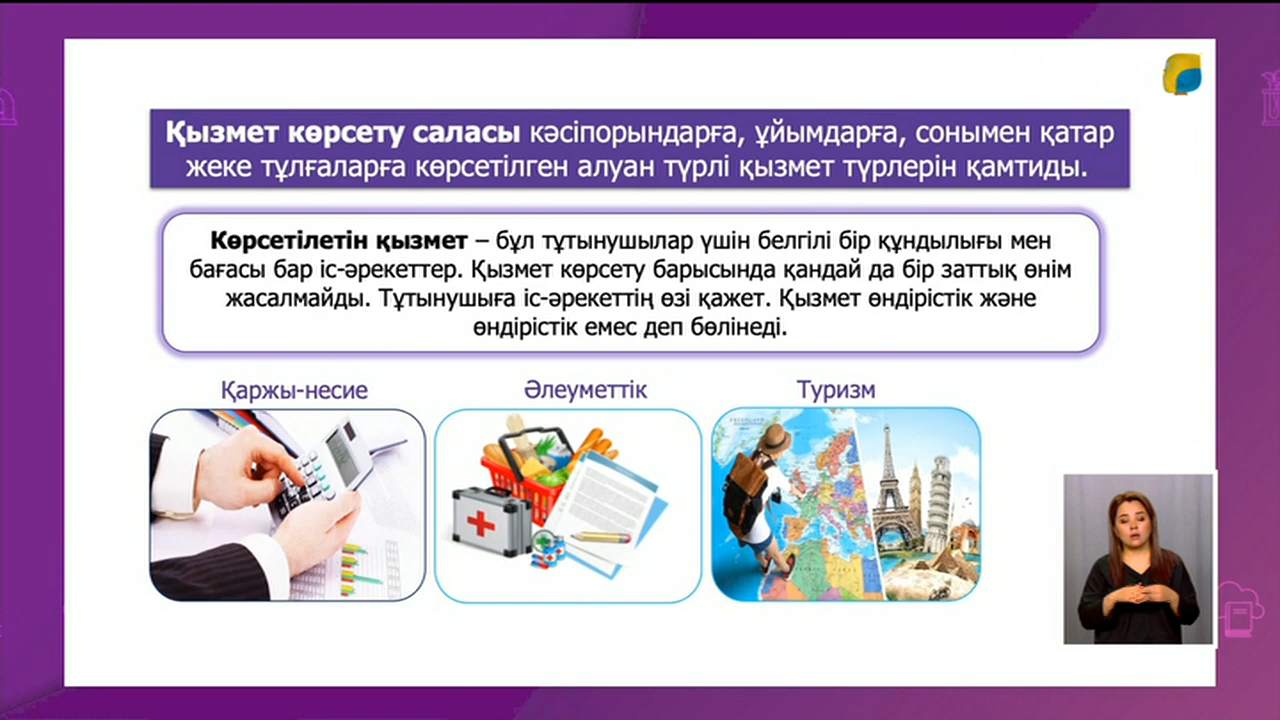 Қызмет көрсету саласы кәсіпорындарға, ұйымдарға, сонымен қатар
жеке тұлғаларға көрсетілген алуан түрлі қызмет түрлерін қамтиды.
Көрсетілетін қызмет – бұл тұтынушылар үшін белгілі бір құндылығы мен
бағасы бар іс-әрекеттер. Қызмет көрсету барысында қандай да бір заттық өнім
жасалмайды. Тұтынушыға іс-әрекеттің өзі қажет. Қызмет өндірістік және
өндірістік емес деп бөлінеді.
Қаржы-несие
Әлеуметтік
Туризм